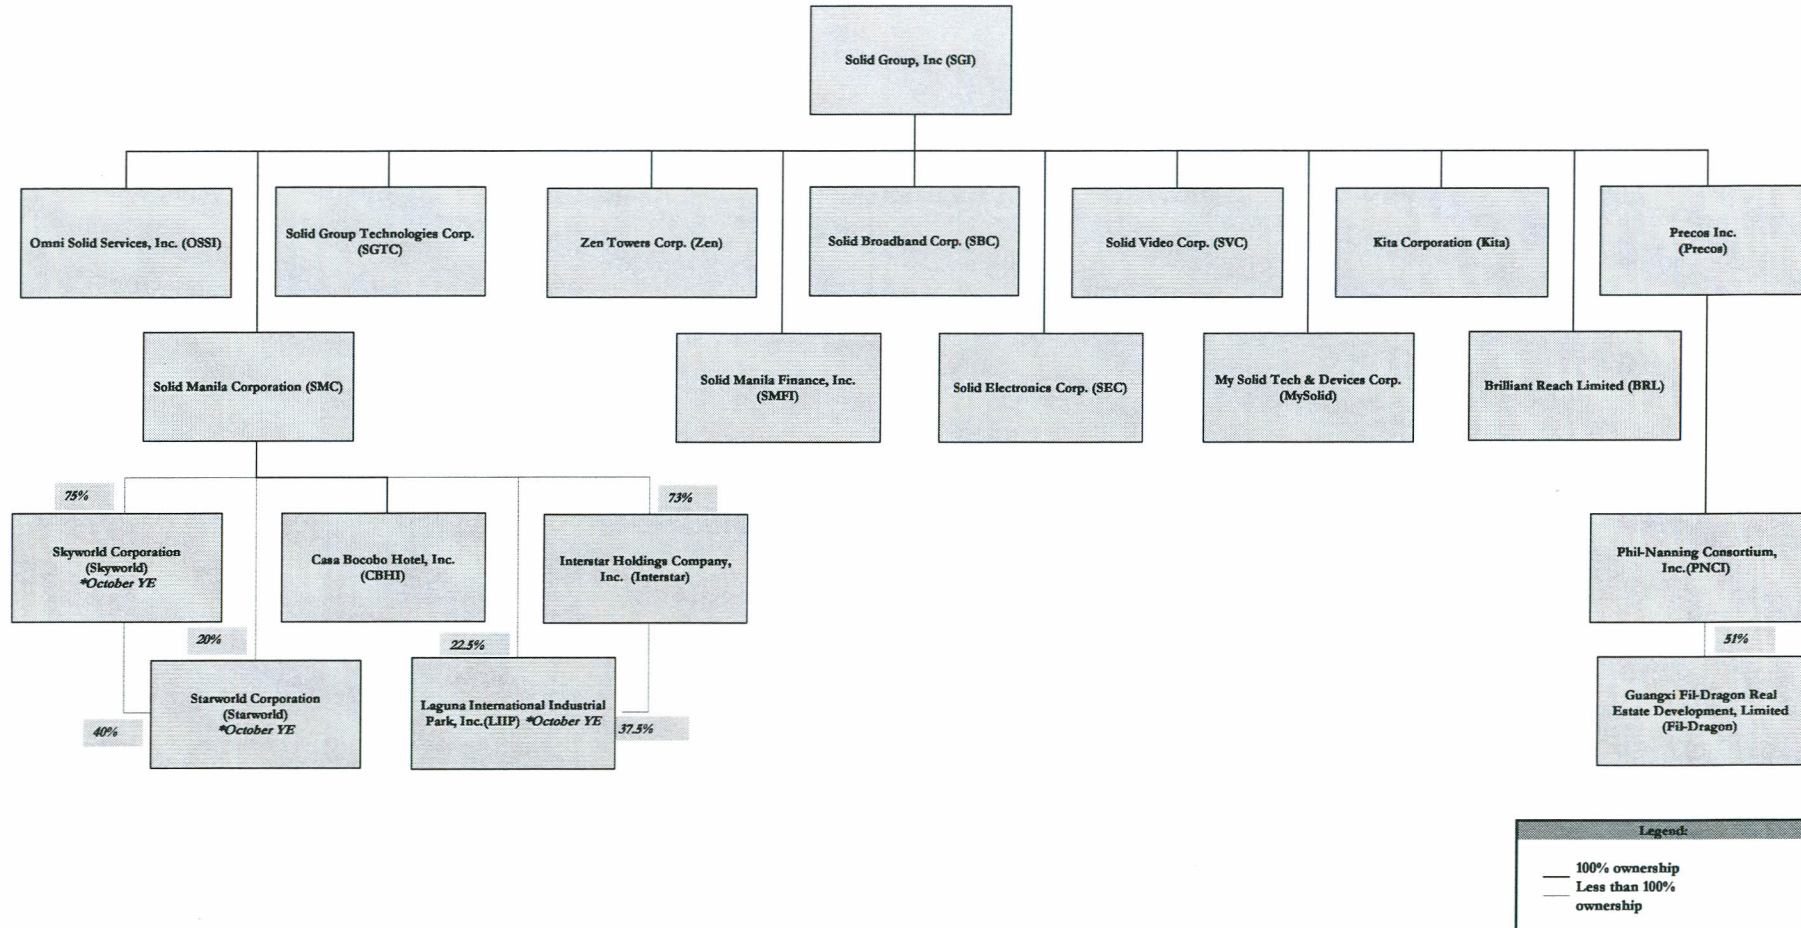 Solid Group, Inc (SGI)
Omni Solid Services, Inc. (OSSI)
Solid Group Technologies Corp.
(SGTC)
Zen Towers Corp. (Zen)
Solid Broadband Corp. (SBC)
Solid Video Corp. (SVC)
Kita Corporation (Kita)
Precos Inc.
(Precos)
Solid Manila Corporation (SMC)
Solid Manila Finance, Inc.
(SMFI)
Solid Electronics Corp. (SEC)
My Solid Tech & Devices Corp.
(MySolid)
Brilliant Reach Limited (BRL)
75%
73%
Skyworld Corporation
(Skyworld)
*October YE
Casa Bocobo Hotel, Inc.
(CBHI)
Interstar Holdings Company,
Inc. (Interstar)
Phil-Nanning Consortium,
Inc.(PNCI)
20%
22.5%
51%
Starworld Corporation
(Starworld)
*October YE
Laguna International Industrial
Park, Inc.(LIIP) *October YE
Guangxi Fil-Dragon Real
Estate Development, Limited
(Fil-Dragon)
40%
37.5%
Legend:
100% ownership
Less than 100%
ownership